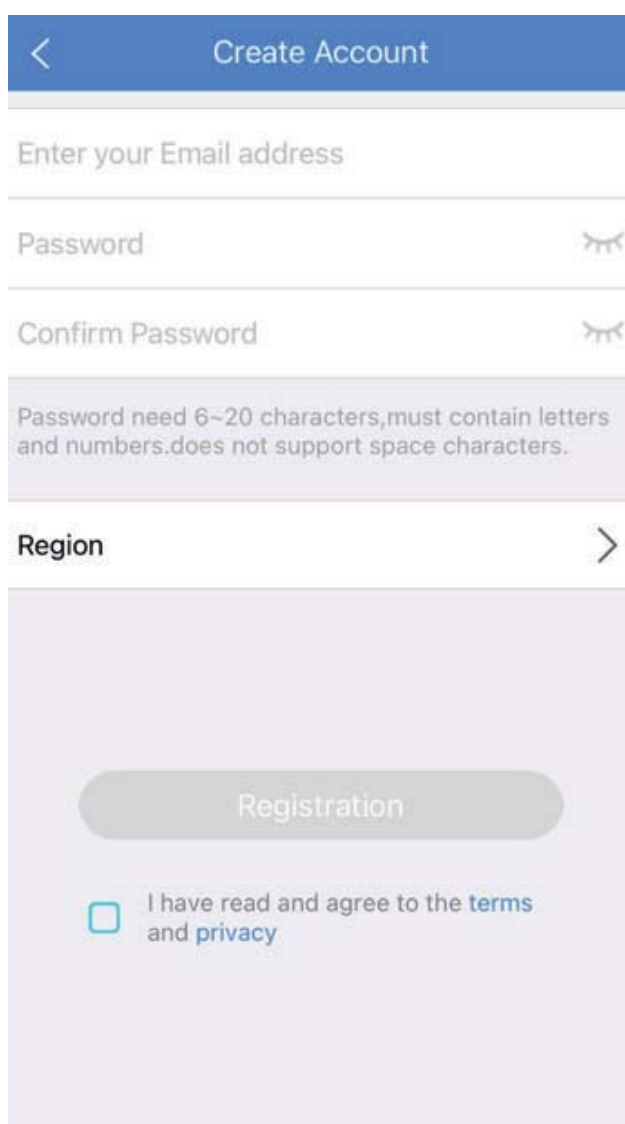 Create Account
Enter your Email address
Password
Confirm Password
Password need 6~20 characters,must contain letters
and numbers.does not support space characters.
Region
Registration
I have read and agree to the terms
and privacy